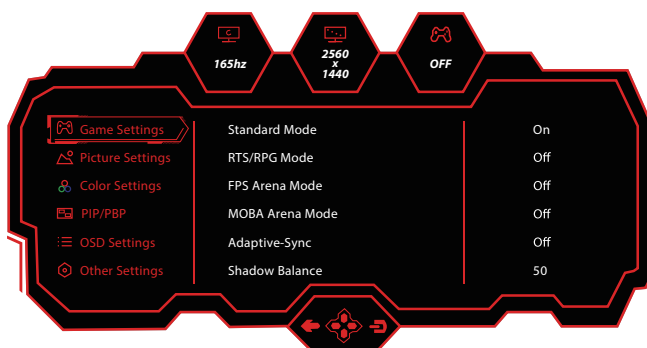 165hz
2560
x
1440
OFF
Game Settings
Standard Mode
On
Picture Settings
RTS/RPG Mode
Off
Color Settings
FPS Arena Mode
Off
PIP/PBP
MOBA Arena Mode
Off
OSD Settings
Adaptive-Sync
Off
Other Settings
Shadow Balance
50